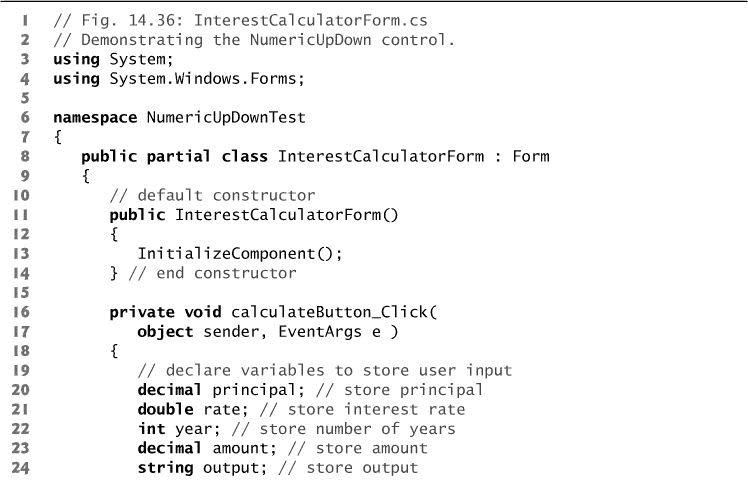 1 // Fig. 14.36: InterestCalculatorForm.cs
2 // Demonstrating the NumericUpDown control.
3 using System;
4 using System.Windows.Forms;
5
6 namespace NumericUpDownTest
7 {
8 public partial class InterestCalculatorForm : Form
9 {
10 // default constructor
11 public InterestCalculatorForm()
12 {
13 InitializeComponent();
14 } // end constructor
15
16 private void calculateButton_Click(
17 object sender, EventArgs e )
18 {
19 // declare variables to store user input
20 decimal principal; // store principal
21 double rate; // store interest rate
22 int year; // store number of years
23 decimal amount; // store amount
24 string output; // store output